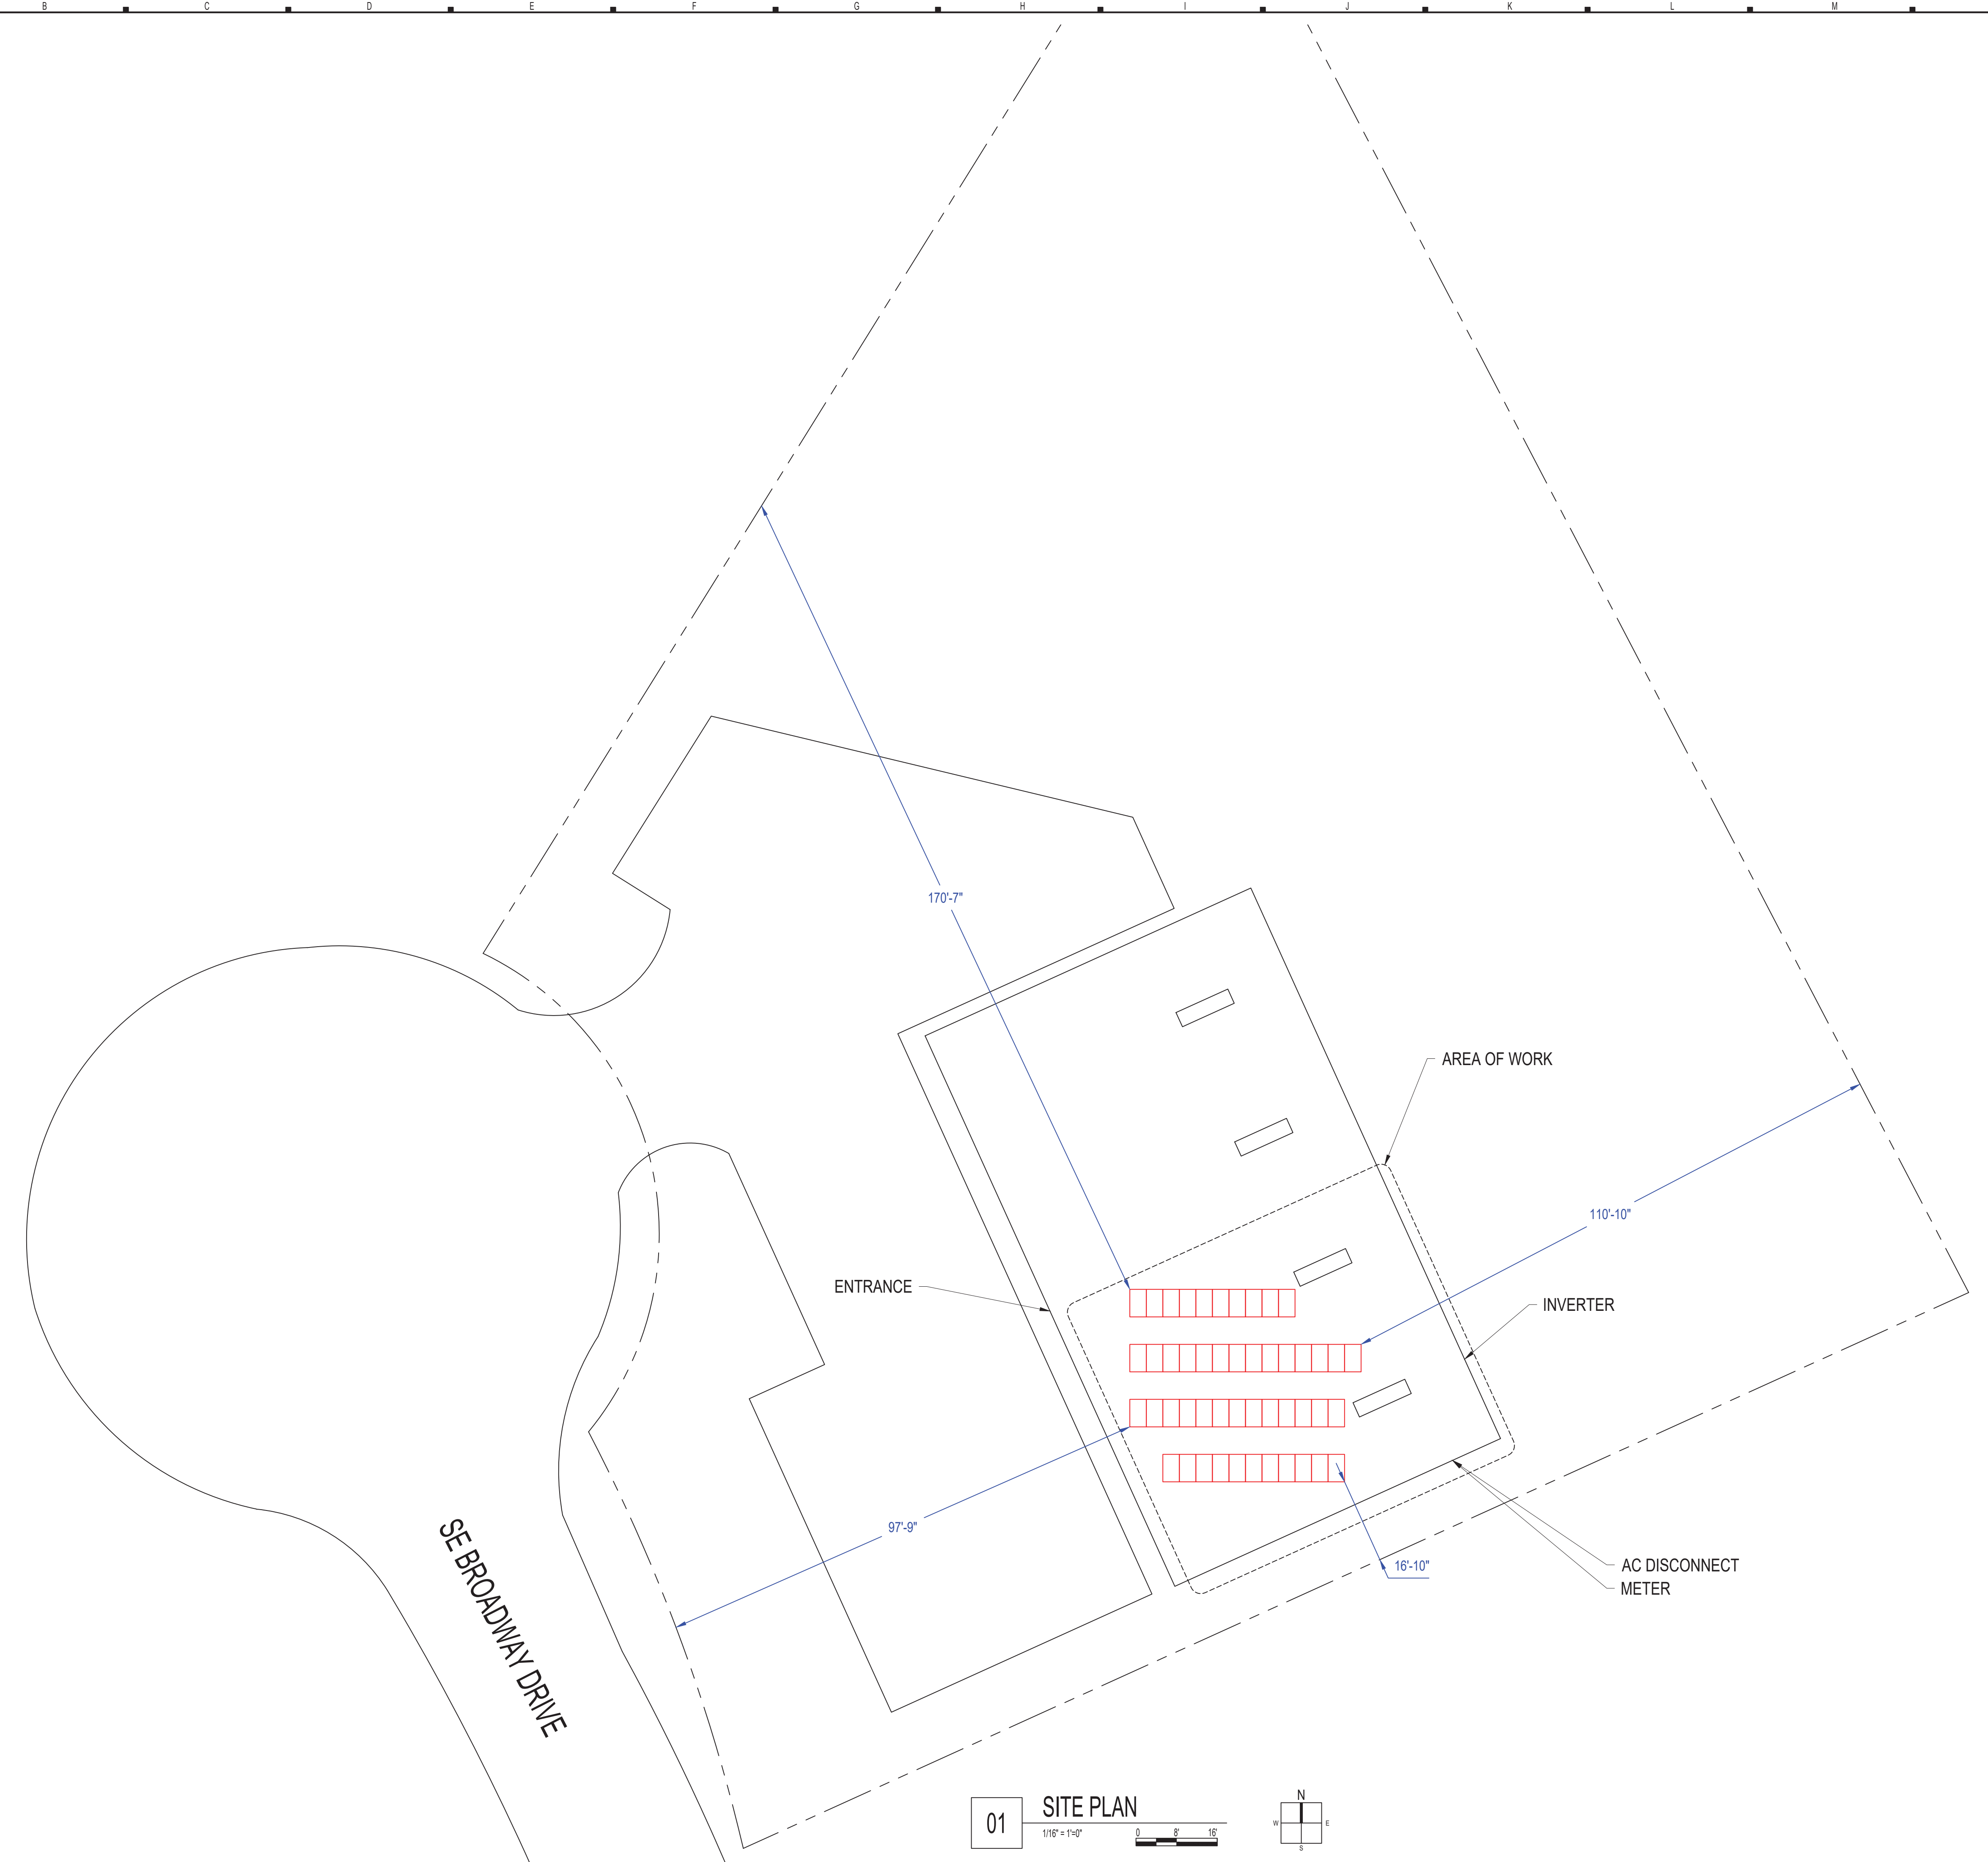 B C D E F G H I J K L M
170'-7"
AREA OF WORK
110'-10"
ENTRANCE
INVERTER
97'-9"
SE BROADWAY DRIVE
16'-10"
AC DISCONNECT
METER
01
SITE PLAN
1/16" = 1'=0"
0 8' 16'
N
W E
S